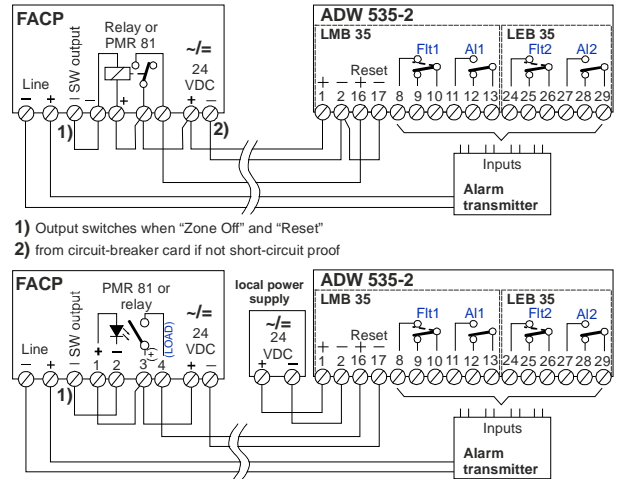 FACP
Relay or
PMR 81
~/=
24
VDC
SW output
Line
− + − − + + −
1)
2)
ADW 535-2
LMB 35
LEB 35
Flt1 Al1 Flt2 Al2
Reset
+ − + −
1 2 16 17 8 9 10 11 12 13 24 25 26 27 28 29
Inputs
Alarm
transmitter
1) Output switches when “Zone Off” and “Reset”
2) from circuit-breaker card if not short-circuit proof
FACP
PMR 81 or
relay
~/=
24
VDC
SW output
Line
(+)
(LOAD)
− + − + − + −
1 2 3 4
1)
local power
supply
~/=
24
VDC
+ −
ADW 535-2
LMB 35
LEB 35
Flt1 Al1 Flt2 Al2
Reset
+ − + −
1 2 16 17 8 9 10 11 12 13 24 25 26 27 28 29
Inputs
Alarm
transmitter